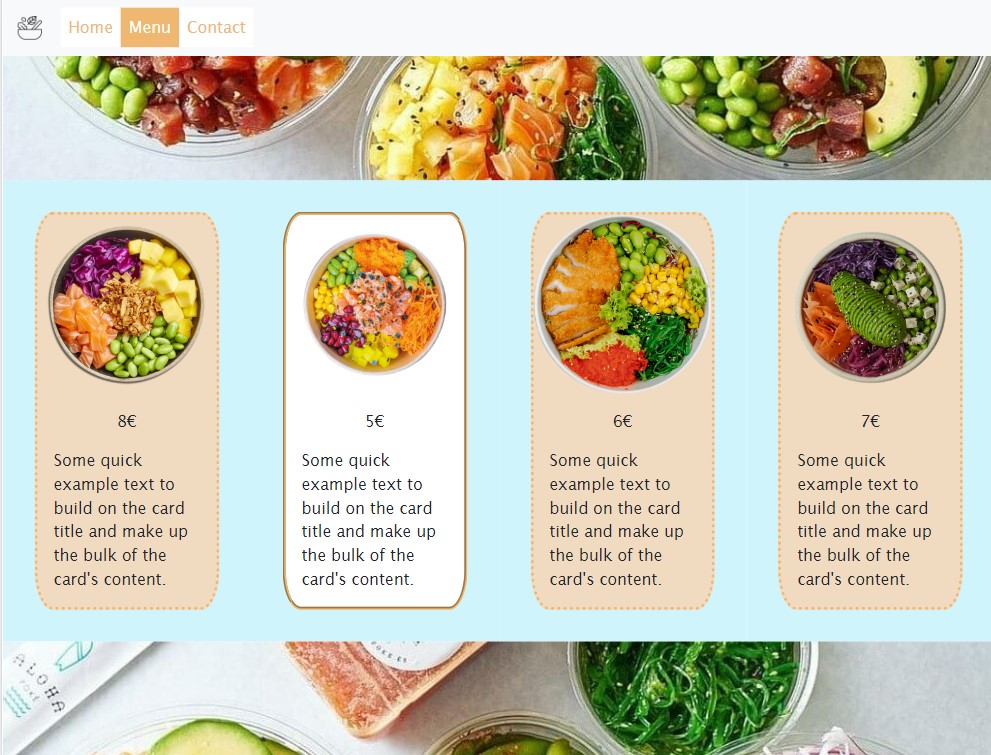 Home Menu Contact
8€
Some quick
example text to
build on the card
title and make up
the bulk of the
card's content.
5€
Some quick
example text to
build on the card
title and make up
the bulk of the
card's content.
6€
Some quick
example text to
build on the card
title and make up
the bulk of the
card's content.
7€
Some quick
example text to
build on the card
title and make up
the bulk of the
card's content.
ALOHA
POKE